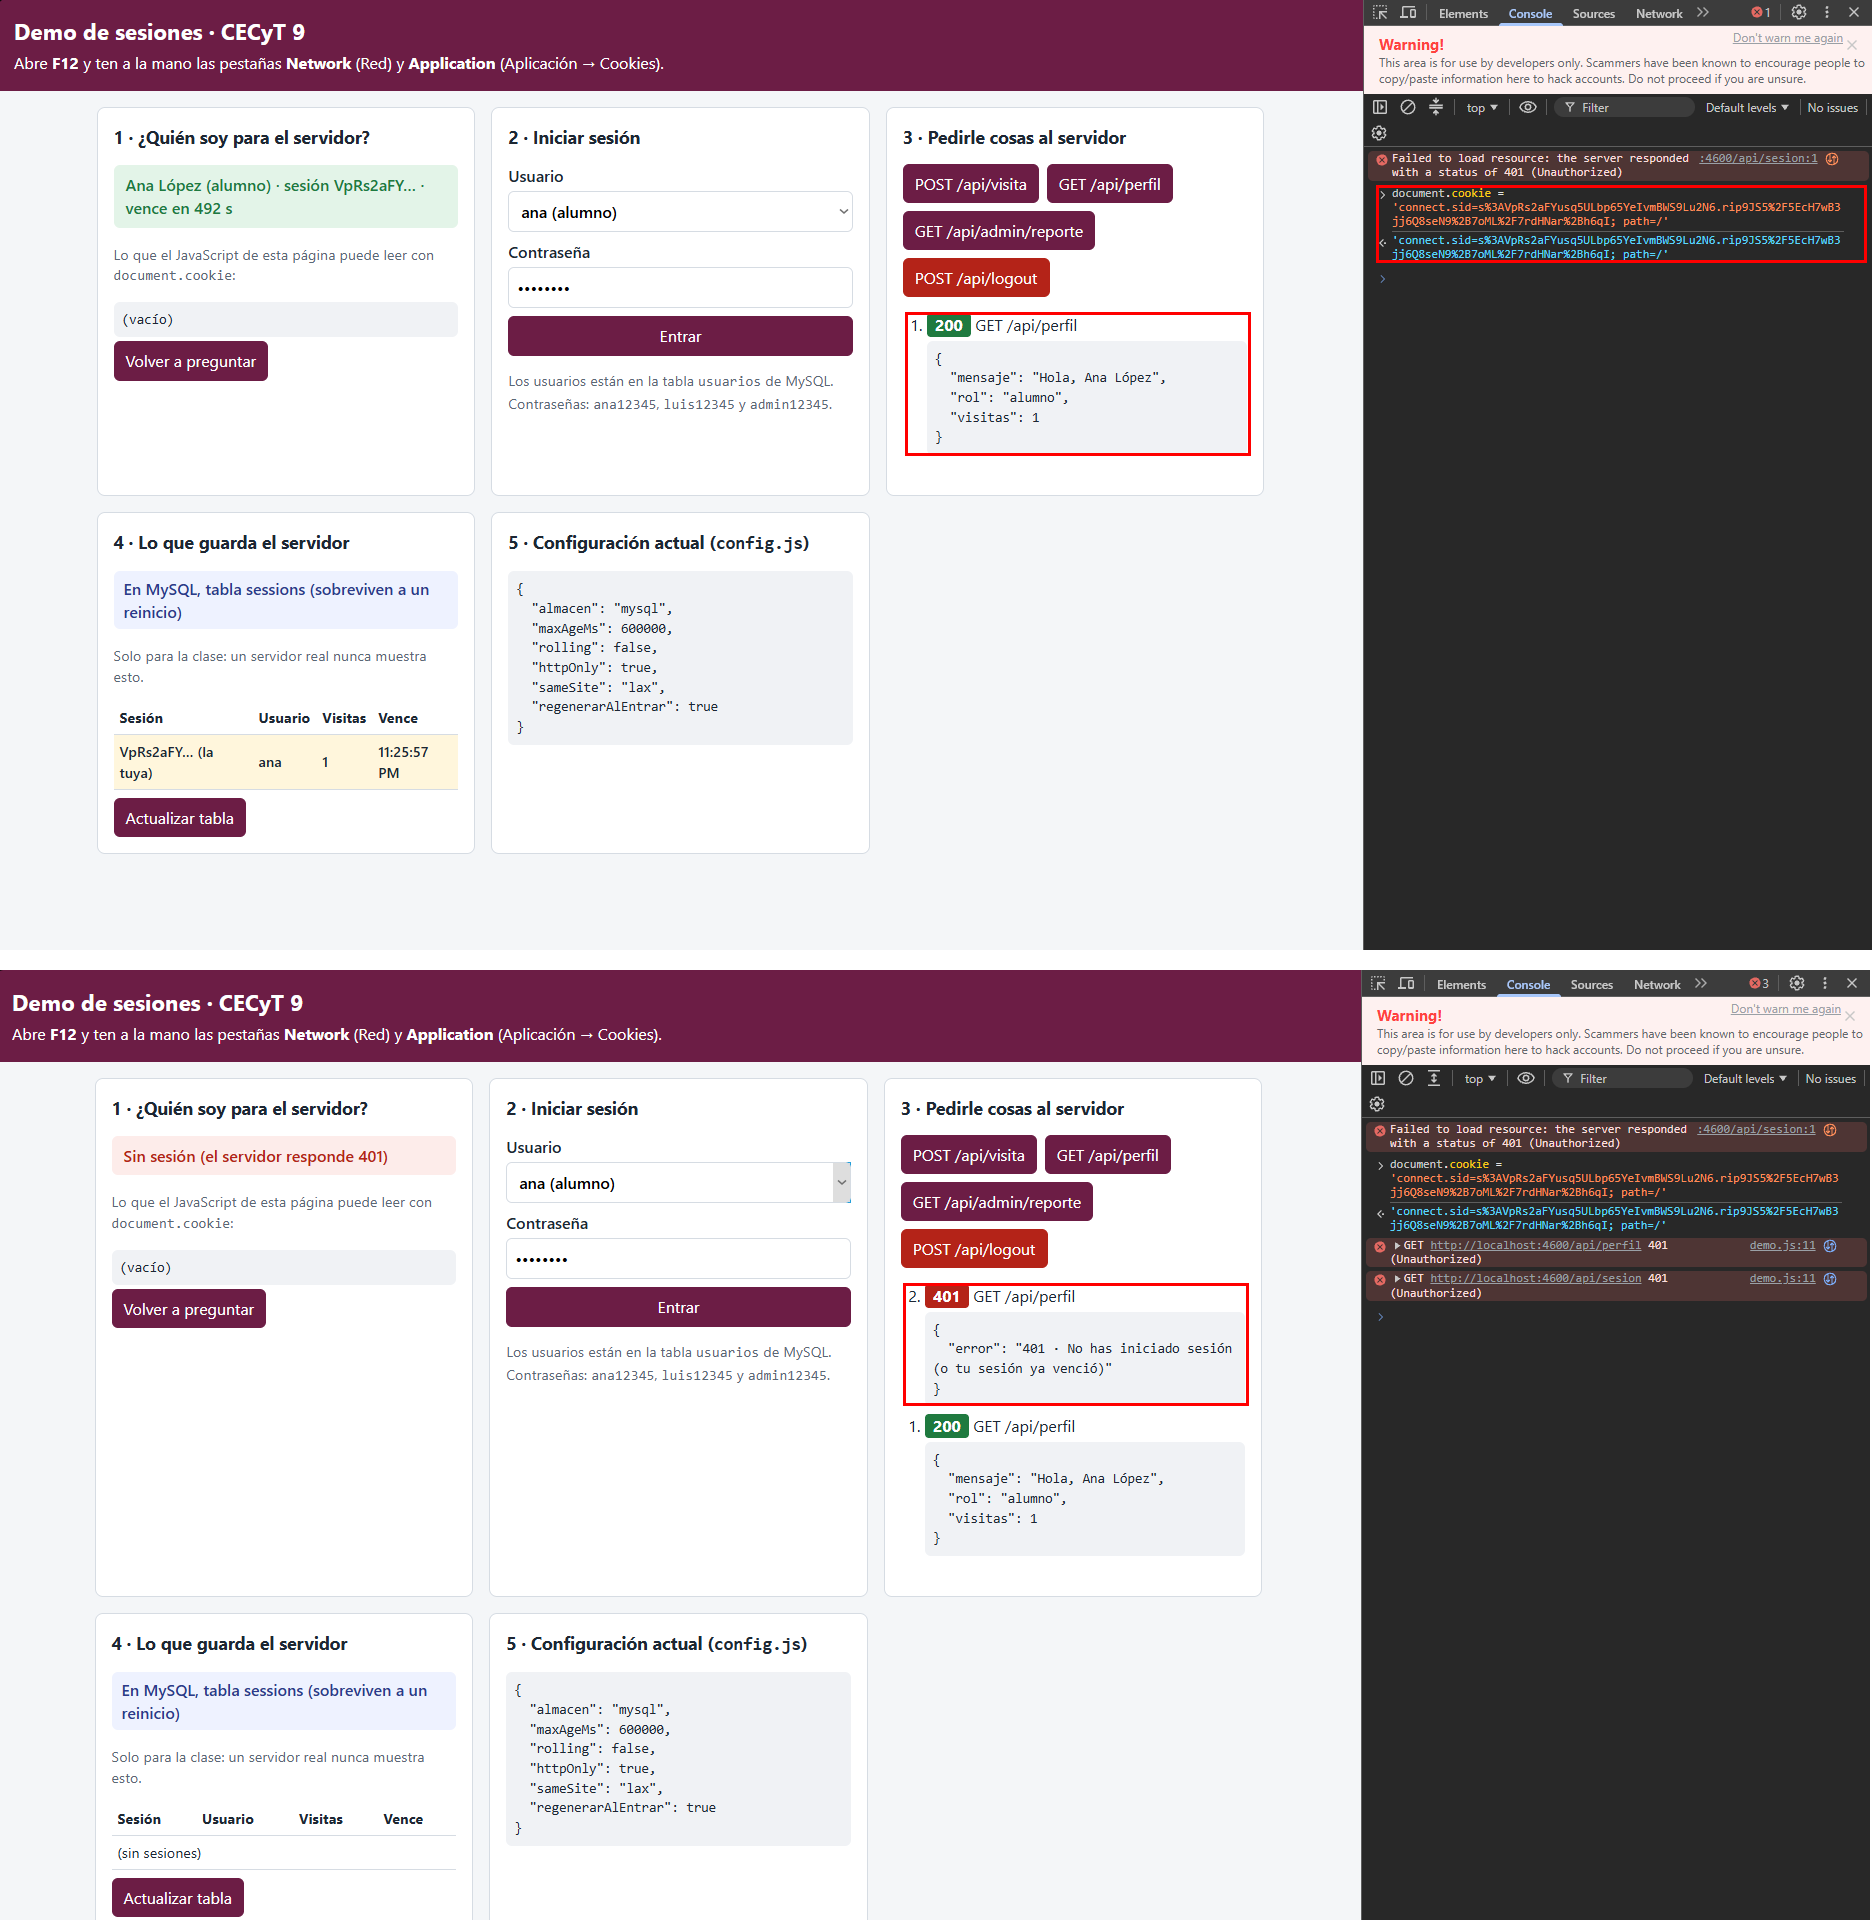 Demo de sesiones · CECyT 9
Abre F12 y ten a la mano las pestañas Network (Red) y Application (Aplicación → Cookies).
1 · ¿Quién soy para el servidor?
Ana López (alumno) · sesión VpRs2aFY... ·
vence en 492 s
Lo que el JavaScript de esta página puede leer con
document.cookie:
(vacío)
Volver a preguntar
2 · Iniciar sesión
Usuario
ana (alumno)
Contraseña
••••••••
Entrar
Los usuarios están en la tabla usuarios de MySQL.
Contraseñas: ana12345, luis12345 y admin12345.
3 · Pedirle cosas al servidor
POST /api/visita
GET /api/perfil
GET /api/admin/reporte
POST /api/logout
1. 200 GET /api/perfil
{
"mensaje": "Hola, Ana López",
"rol": "alumno",
"visitas": 1
}
4 · Lo que guarda el servidor
En MySQL, tabla sessions (sobreviven a un
reinicio)
Solo para la clase: un servidor real nunca muestra
esto.
Sesión Usuario Visitas Vence
VpRs2aFY... (la
tuya)
ana
1
11:25:57
PM
Actualizar tabla
5 · Configuración actual (config.js)
{
"almacen": "mysql",
"maxAgeMs": 600000,
"rolling": false,
"httpOnly": true,
"sameSite": "lax",
"regenerarAlEntrar": true
}
Elements Console Sources Network 1
Warning!
Don't warn me again
This area is for use by developers only. Scammers have been known to encourage people to
copy/paste information here to hack accounts. Do not proceed if you are unsure.
top Filter Default levels No issues
Failed to load resource: the server responded :4600/api/sesion:1
with a status of 401 (Unauthorized)
document.cookie =
'connect.sid=s%3AVpRs2aFYusq5ULbp65YeIvmBWS9Lu2N6.rip9JS5%2F5EcH7wB3
jj6Q8seN9%2B7oML%2F7rdHNar%2Bh6qI; path=/'
'connect.sid=s%3AVpRs2aFYusq5ULbp65YeIvmBWS9Lu2N6.rip9JS5%2F5EcH7wB3
jj6Q8seN9%2B7oML%2F7rdHNar%2Bh6qI; path=/'
Demo de sesiones · CECyT 9
Abre F12 y ten a la mano las pestañas Network (Red) y Application (Aplicación → Cookies).
1 · ¿Quién soy para el servidor?
Sin sesión (el servidor responde 401)
Lo que el JavaScript de esta página puede leer con
document.cookie:
(vacío)
Volver a preguntar
2 · Iniciar sesión
Usuario
ana (alumno)
Contraseña
••••••••
Entrar
Los usuarios están en la tabla usuarios de MySQL.
Contraseñas: ana12345, luis12345 y admin12345.
3 · Pedirle cosas al servidor
POST /api/visita
GET /api/perfil
GET /api/admin/reporte
POST /api/logout
2. 401 GET /api/perfil
{
"error": "401 · No has iniciado sesión
(o tu sesión ya venció)"
}
1. 200 GET /api/perfil
{
"mensaje": "Hola, Ana López",
"rol": "alumno",
"visitas": 1
}
4 · Lo que guarda el servidor
En MySQL, tabla sessions (sobreviven a un
reinicio)
Solo para la clase: un servidor real nunca muestra
esto.
Sesión Usuario Visitas Vence
(sin sesiones)
Actualizar tabla
5 · Configuración actual (config.js)
{
"almacen": "mysql",
"maxAgeMs": 600000,
"rolling": false,
"httpOnly": true,
"sameSite": "lax",
"regenerarAlEntrar": true
}
Elements Console Sources Network 3
Warning!
Don't warn me again
This area is for use by developers only. Scammers have been known to encourage people to
copy/paste information here to hack accounts. Do not proceed if you are unsure.
top Filter Default levels No issues
Failed to load resource: the server responded :4600/api/sesion:1
with a status of 401 (Unauthorized)
document.cookie =
'connect.sid=s%3AVpRs2aFYusq5ULbp65YeIvmBWS9Lu2N6.rip9JS5%2F5EcH7wB3
jj6Q8seN9%2B7oML%2F7rdHNar%2Bh6qI; path=/'
'connect.sid=s%3AVpRs2aFYusq5ULbp65YeIvmBWS9Lu2N6.rip9JS5%2F5EcH7wB3
jj6Q8seN9%2B7oML%2F7rdHNar%2Bh6qI; path=/'
GET http://localhost:4600/api/perfil 401 demo.js:11
(Unauthorized)
GET http://localhost:4600/api/sesion 401 demo.js:11
(Unauthorized)